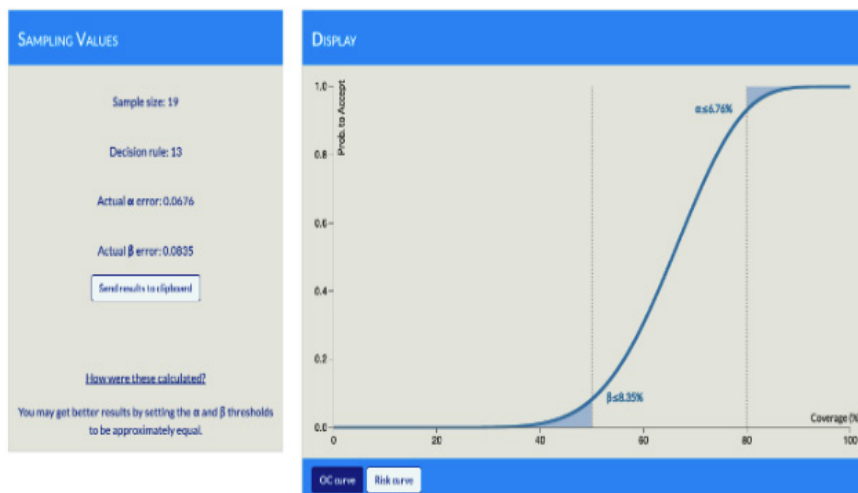 SAMPLING VALUES
Sample size: 19
Decision rule: 13
Actual α error: 0.0676
Actual β error: 0.0835
Send results to clipboard
How were these calculated?
You may get better results by setting the α and β thresholds
to be approximately equal.
DISPLAY
Prob. to Accept
1.0
0.8
0.6
0.4
0.2
0.0
α≤6.76%
β≤8.35%
Coverage (%
0 20 40 60 80 100
OC curve Risk curve